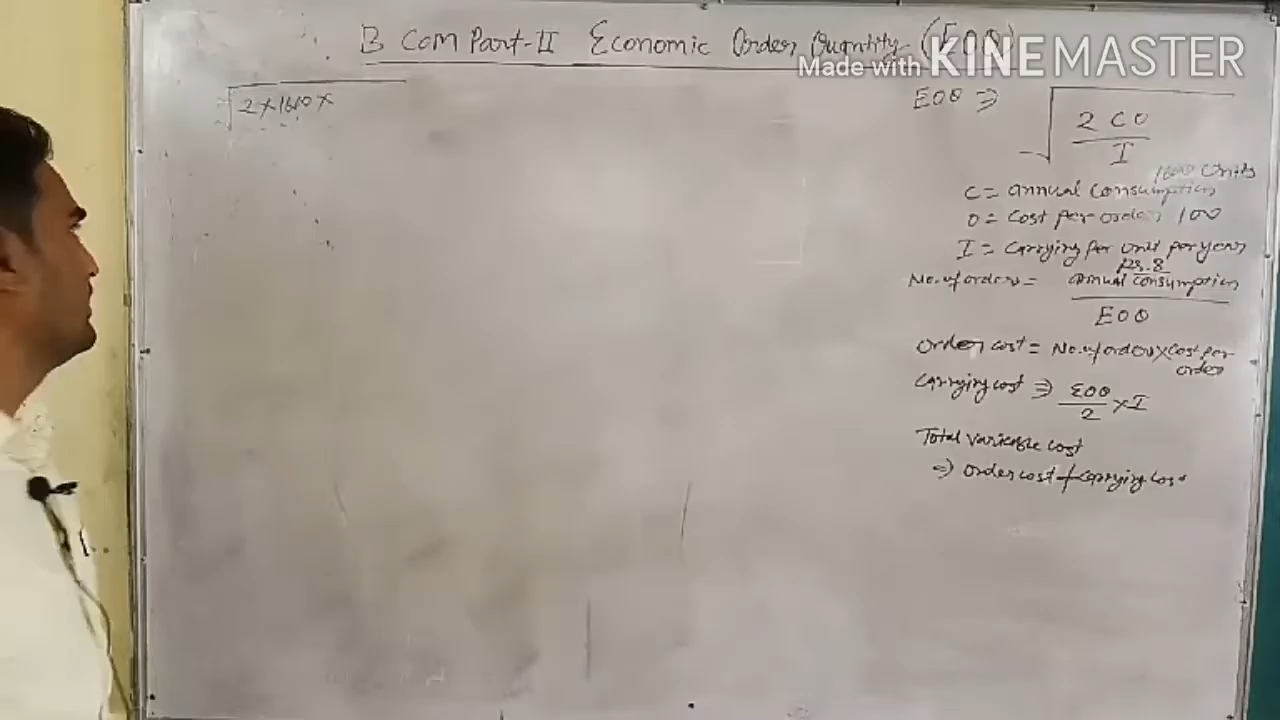 B Com Part-II Economic Order Quantity (EOQ)
Made with KINEMASTER
√2×1600×
EOQ ⇒ √2 CO
I
1600 Units
C = annual Consumption
O = Cost per order 100
I = Carrying Per Unit per year
Rs. 8
No. of orders = annual Consumption
EOQ
Order cost = No. of order × Cost per
order
Carrying cost ⇒ EOQ × I
2
Total variable cost
⇒ Order cost + Carrying Cost